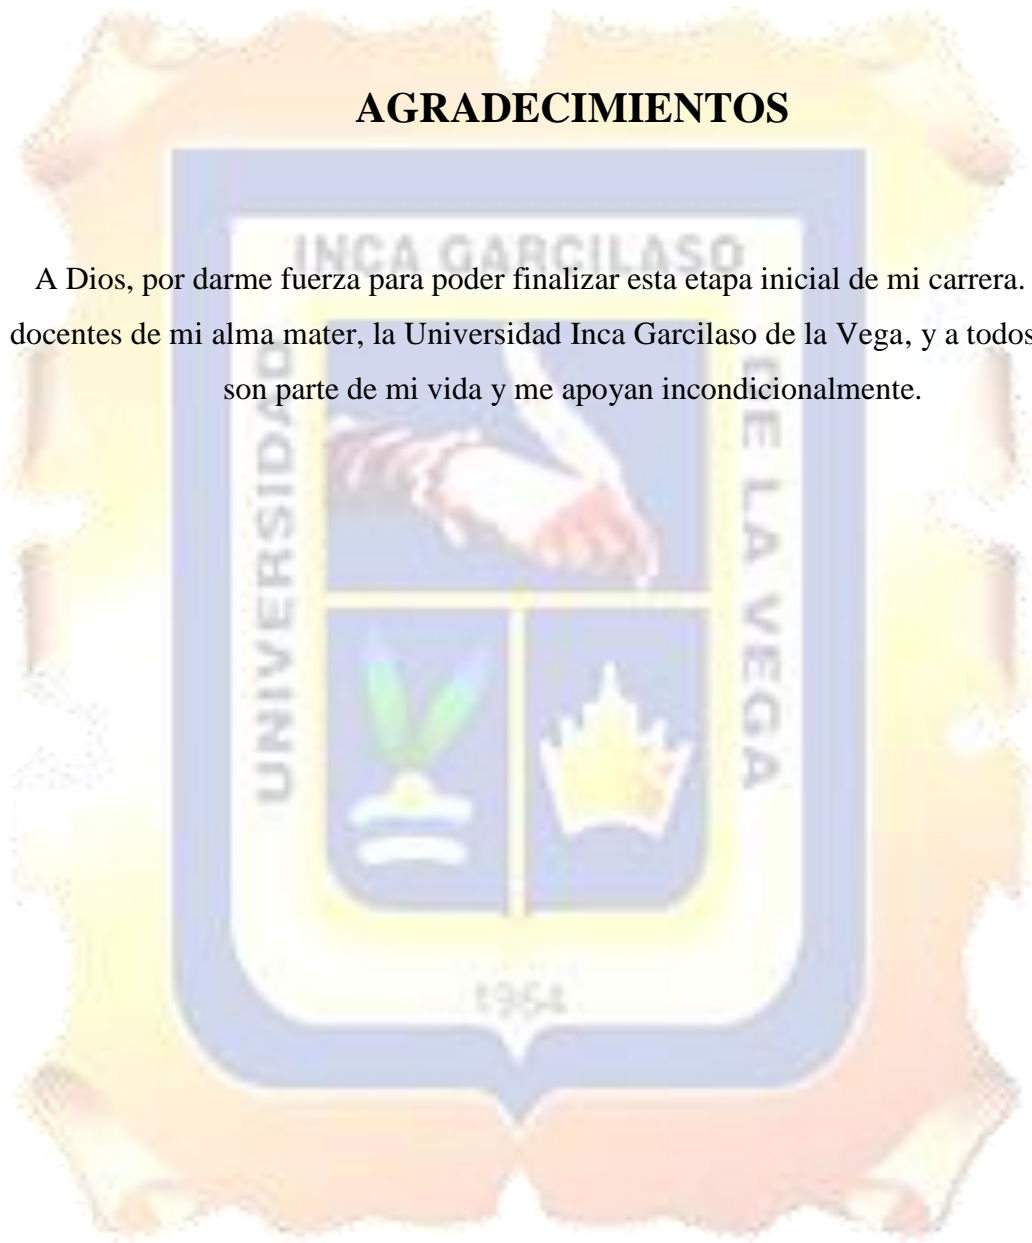 AGRADECIMIENTOS
INCA GARCILASO
A Dios, por darme fuerza para poder finalizar esta etapa inicial de mi carrera.
docentes de mi alma mater, la Universidad Inca Garcilaso de la Vega, y a todos
son parte de mi vida y me apoyan incondicionalmente.
UNIVERSIDAD
DE LA VEGA
1964